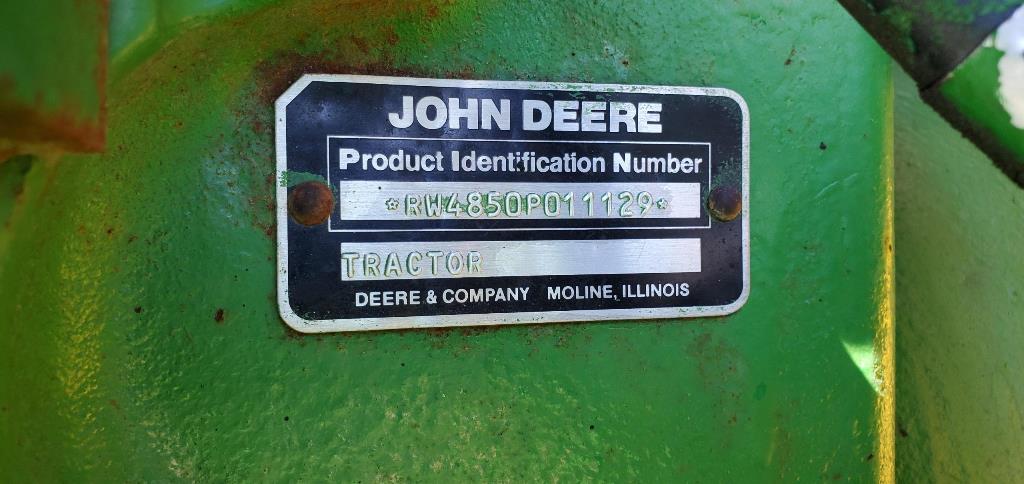 JOHN DEERE
Product Identification Number
*RW4850P011129*
TRACTOR
DEERE & COMPANY MOLINE, ILLINOIS